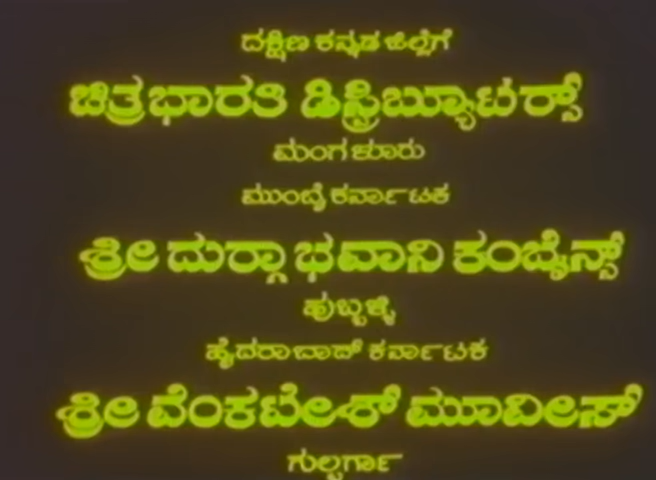 ದಕ್ಷಿಣ ಕನ್ನಡ ಜಿಲ್ಲೆಗೆ
ಚಿತ್ರಭಾರತಿ ಡಿಸ್ಟ್ರಿಬ್ಯೂಟರ್ಸ್
ಮಂಗಳೂರು
ಮುಂಬೈ ಕರ್ನಾಟಕ
ಶ್ರೀ ದುರ್ಗಾಭವಾನಿ ಕಂಬೈನ್ಸ್
ಹುಬ್ಬಳ್ಳಿ
ಹೈದರಾಬಾದ್ ಕರ್ನಾಟಕ
ಶ್ರೀ ವೆಂಕಟೇಶ್ ಮೂವೀಸ್
ಗುಲ್ಬರ್ಗಾ